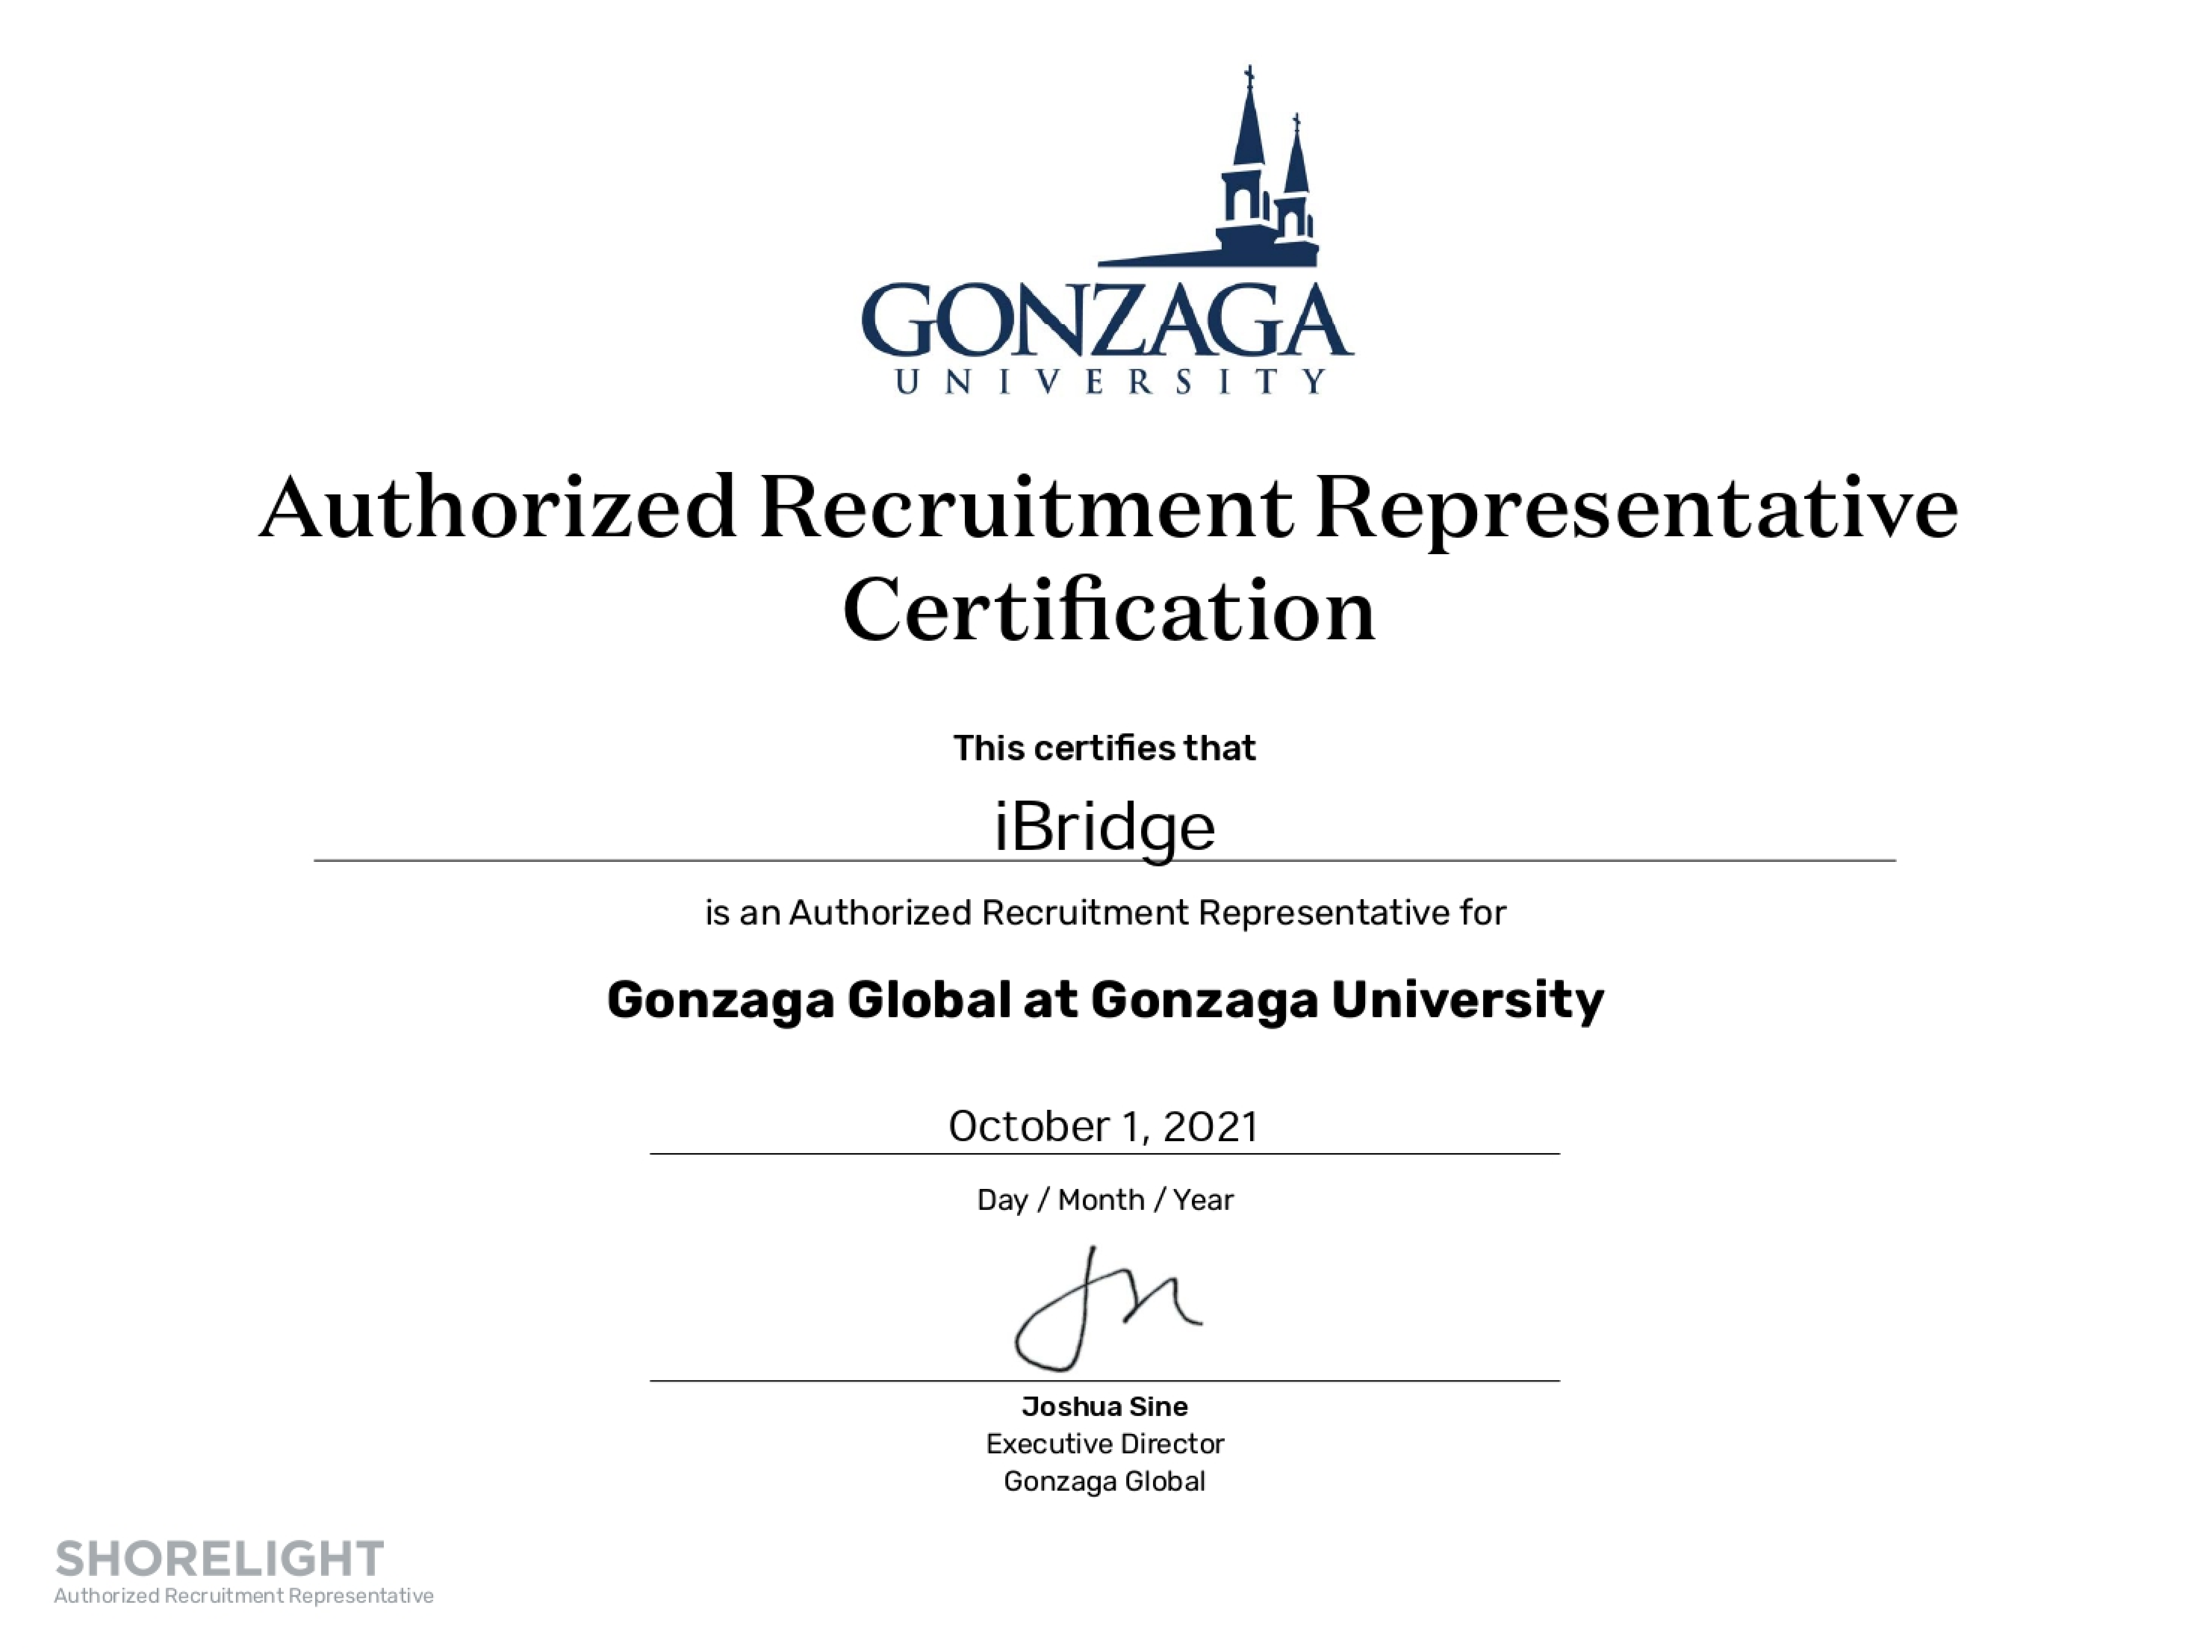 GONZAGA
UNIVERSITY
Authorized Recruitment Representative
Certification
This certifies that
iBridge
is an Authorized Recruitment Representative for
Gonzaga Global at Gonzaga University
October 1, 2021
Day / Month / Year
Joshua Sine
Executive Director
Gonzaga Global
SHORELIGHT
Authorized Recruitment Representative